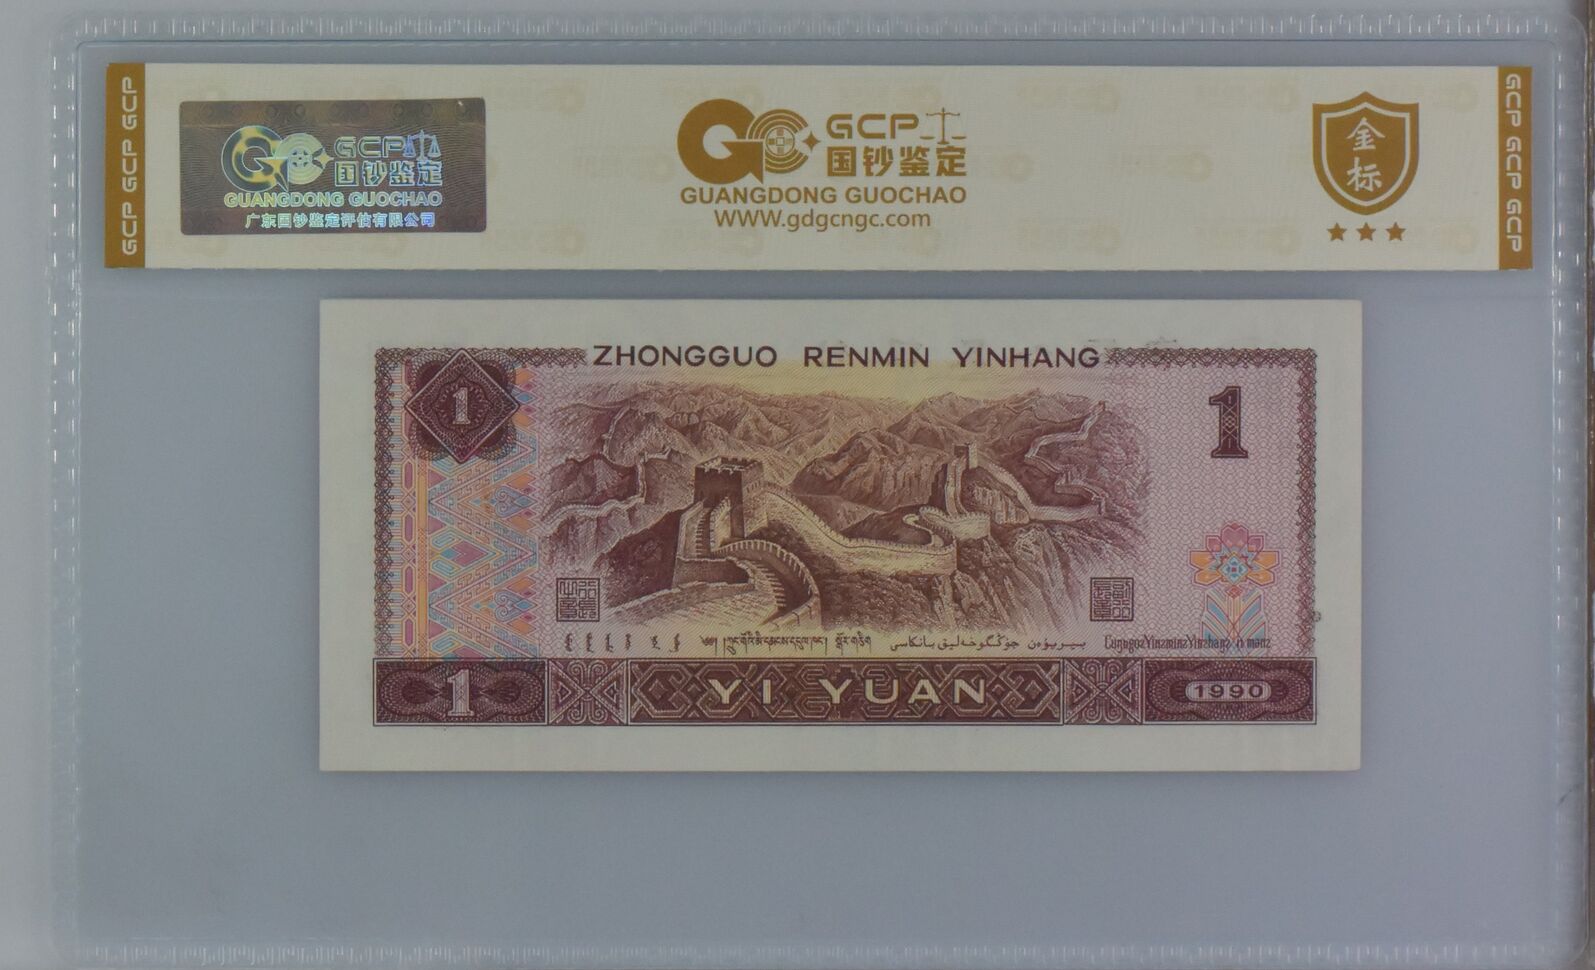 GCP GCP GCP
GCP
国钞鉴定
GUANGDONG GUOCHAO
广东国钞鉴定评估有限公司
GCP
国钞鉴定
GUANGDONG GUOCHAO
WWW.gdgcngc.com
金
标
GCP GCP GCP GCP
ZHONGGUO RENMIN YINHANG
1
1
1
YI YUAN
1990